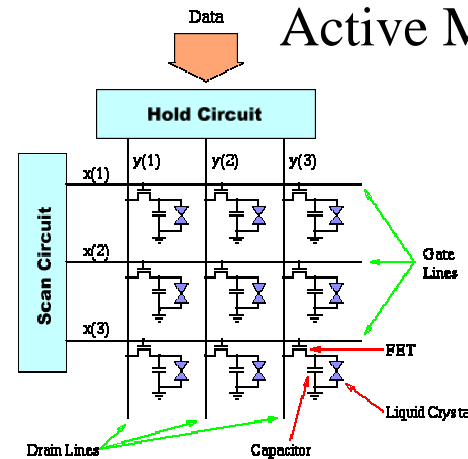 Data
Active M
Hold Circuit
y(1) y(2) y(3)
Scan Circuit
x(1)
x(2)
x(3)
Gate
Lines
FET
Liquid Crysta
Drain Lines
Capacitor